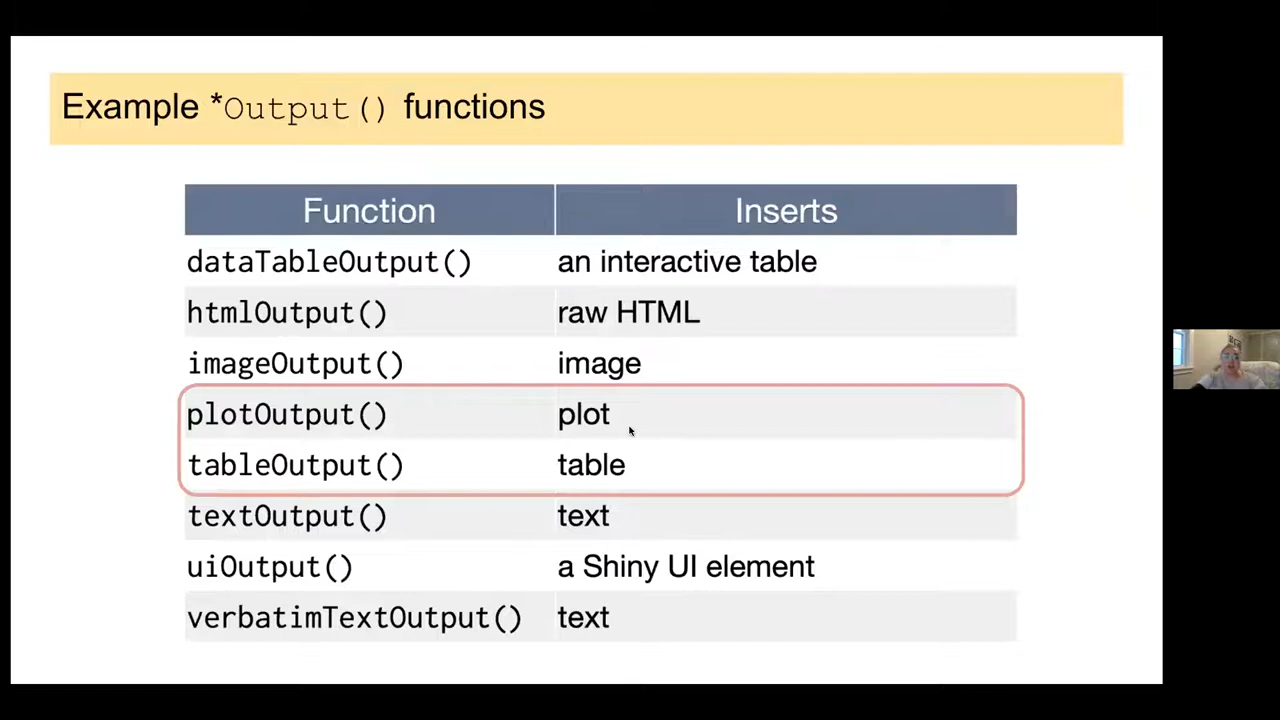 Example *Output() functions
Function Inserts
dataTableOutput() an interactive table
htmlOutput() raw HTML
imageOutput() image
plotOutput() plot
tableOutput() table
textOutput() text
uiOutput() a Shiny UI element
verbatimTextOutput() text